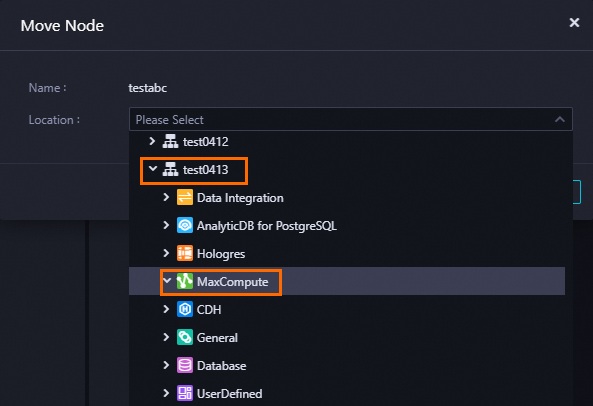 Move Node
Name :
testabc
Location :
Please Select
test0412
test0413
Data Integration
AnalyticDB for PostgreSQL
Hologres
MaxCompute
CDH
General
Database
UserDefined